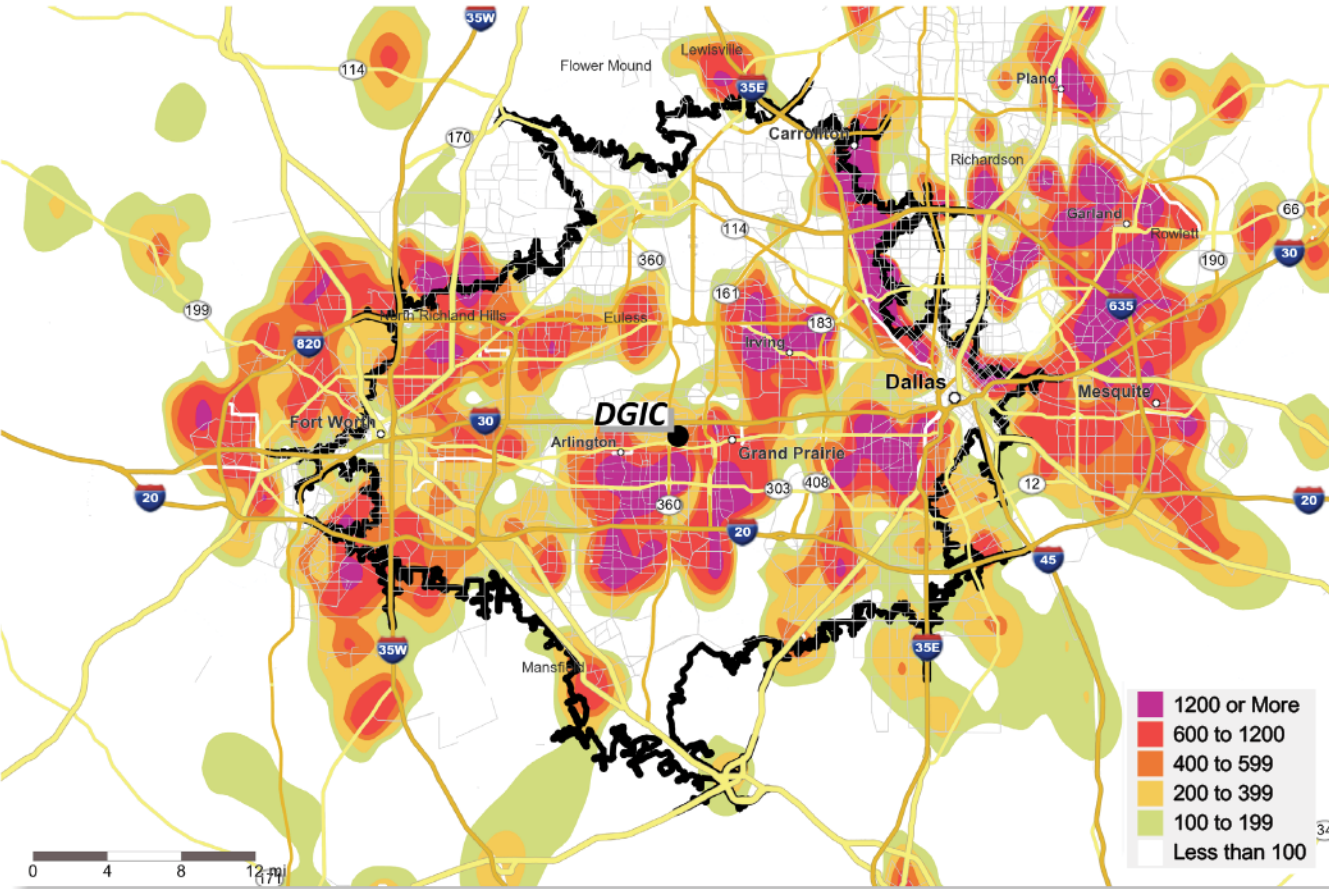 35W
Lewisville
Flower Mound
114
35E
Plano
170
Carrollton
Richardson
Garland
66
Rowlett
114
30
360
190
161
199
635
North Richland Hills
Euless
183
820
Irving
Dallas
Mesquite
DGIC
Fort Worth
30
Arlington
Grand Prairie
20
360
303
408
12
20
20
45
35W
35E
Mansfield
1200 or More
600 to 1200
400 to 599
200 to 399
100 to 199
Less than 100
34
0 4 8 12 mi
171